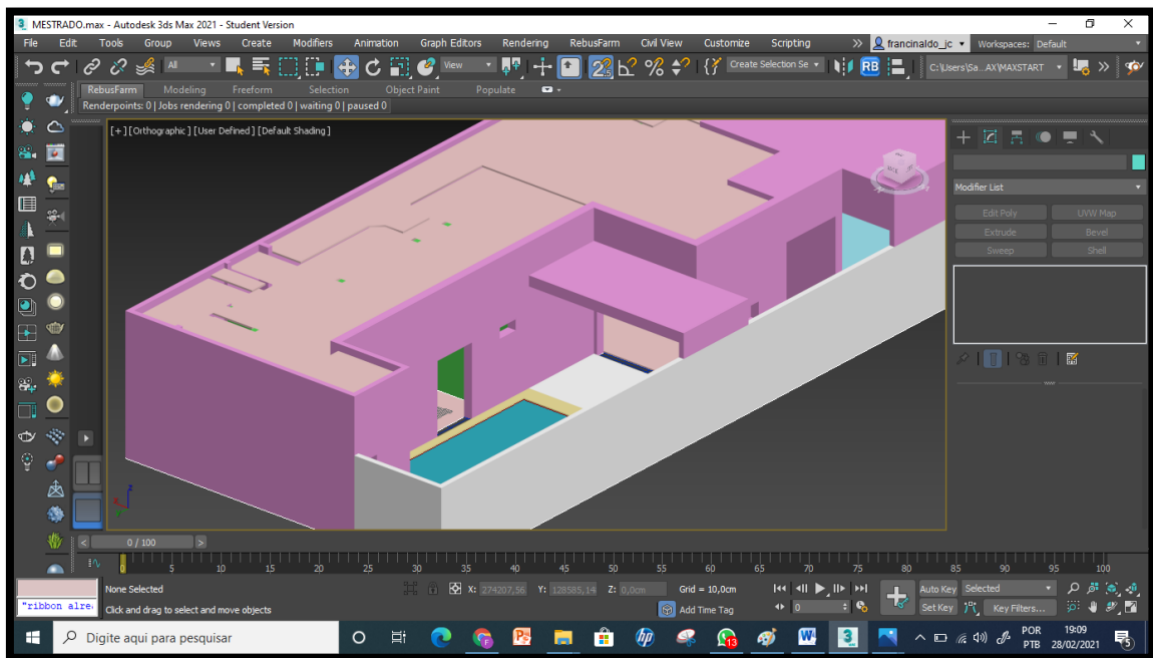 3 MESTRADO.max - Autodesk 3ds Max 2021 - Student Version
File Edit Tools Group Views Create Modifiers Animation Graph Editors Rendering RebusFarm Civil View Customize Scripting >> francinaldo_jc Workspaces: Default
All View Create Selection Se RB C:\Users\Sa...AX\MAXSTART >>
RebusFarm Modeling Freeform Selection Object Paint Populate
Renderpoints: 0 | Jobs rendering 0 | completed 0 | waiting 0 | paused 0
[+] [Orthographic] [User Defined] [Default Shading]
Modifier List
Edit Poly UVW Map
Extrude Bevel
Sweep Shell
z
< 0 / 100 >
0 5 10 15 20 25 30 35 40 45 50 55 60 65 70 75 80 85 90 95 100
None Selected X: 274207,56 Y: 128585,14 Z: 0,0cm Grid = 10,0cm Auto Key Selected
"ribbon alre Click and drag to select and move objects Add Time Tag 0 Set Key Key Filters...
Digite aqui para pesquisar hp 13 W 3 POR PTB 19:09 28/02/2021 5